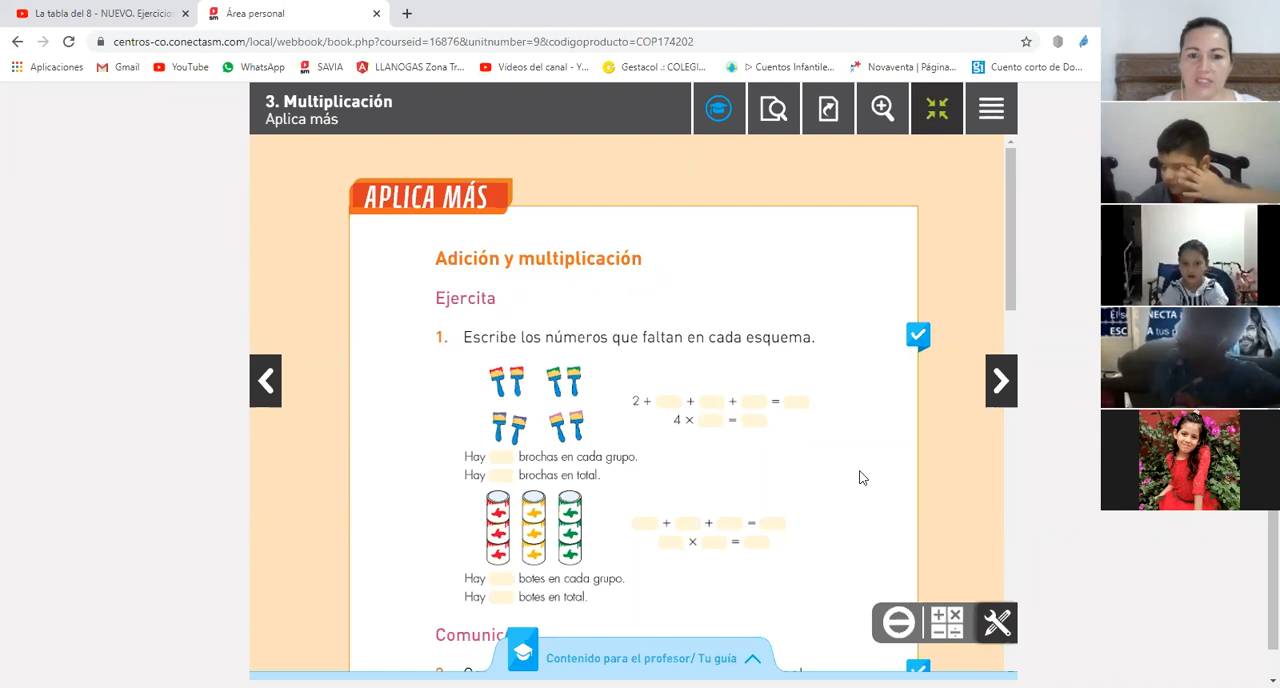 La tabla del 8 - NUEVO. Ejercicio
Área personal
centros-co.conectasm.com/local/webbook/book.php?courseid=16876&unitnumber=9&codigoproducto=COP174202
Aplicaciones
Gmail
YouTube
WhatsApp
SAVIA
LLANOGAS Zona Tr...
Vídeos del canal - Y...
Gestacol .: COLEGI...
Cuentos Infantile...
Novaventa | Págin...
Cuento corto de Do...
3. Multiplicación
Aplica más
APLICA MÁS
Adición y multiplicación
Ejercita
1. Escribe los números que faltan en cada esquema.
2 + + + =
4 × =
Hay brochas en cada grupo.
Hay brochas en total.
+ + =
× =
Hay botes en cada grupo.
Hay botes en total.
Comunic
Contenido para el profesor/ Tu guía